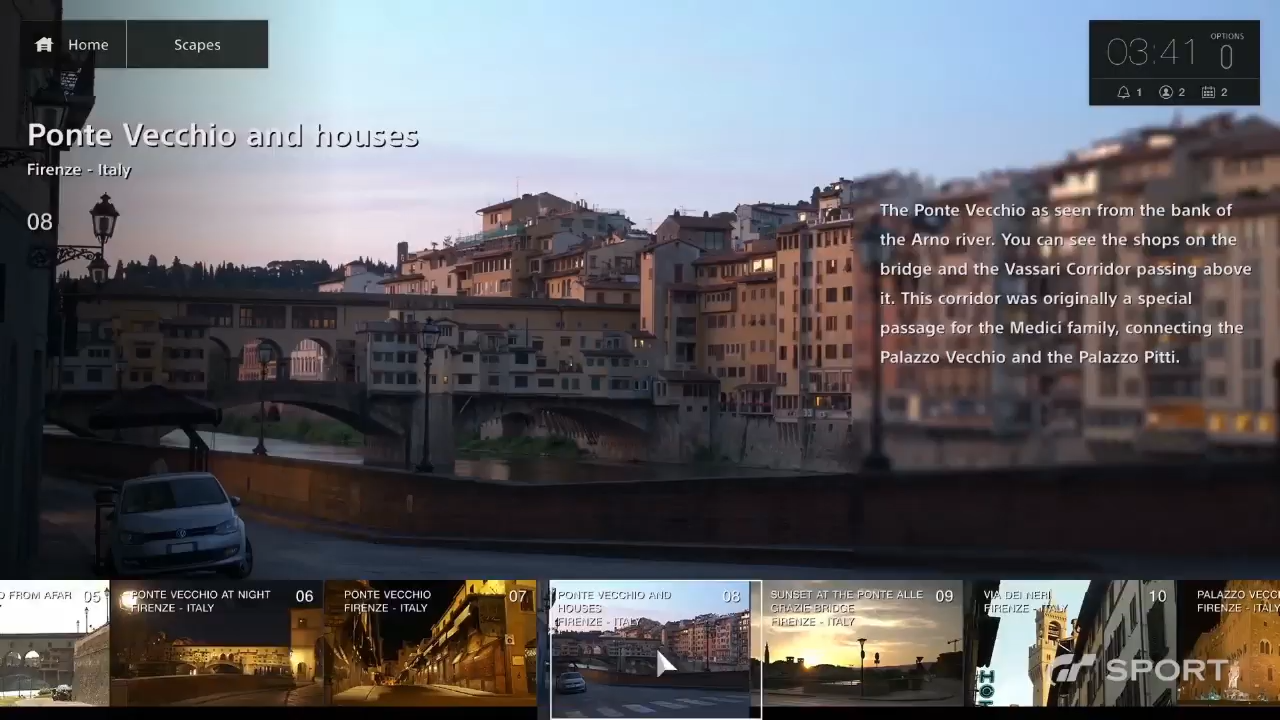 Home
Scapes
03:41
OPTIONS
0
1
2
2
Ponte Vecchio and houses
Firenze - Italy
08
The Ponte Vecchio as seen from the bank of
the Arno river. You can see the shops on the
bridge and the Vassari Corridor passing above
it. This corridor was originally a special
passage for the Medici family, connecting the
Palazzo Vecchio and the Palazzo Pitti.
FROM AFAR
05
PONTE VECCHIO AT NIGHT
FIRENZE - ITALY
06
PONTE VECCHIO
FIRENZE - ITALY
07
PONTE VECCHIO AND
HOUSES
FIRENZE - ITALY
08
SUNSET AT THE PONTE ALLE
GRAZIE BRIDGE
FIRENZE - ITALY
09
VIA DEI NERI
FIRENZE - ITALY
10
PALAZZO VECC
FIRENZE - ITALY
GT SPORT